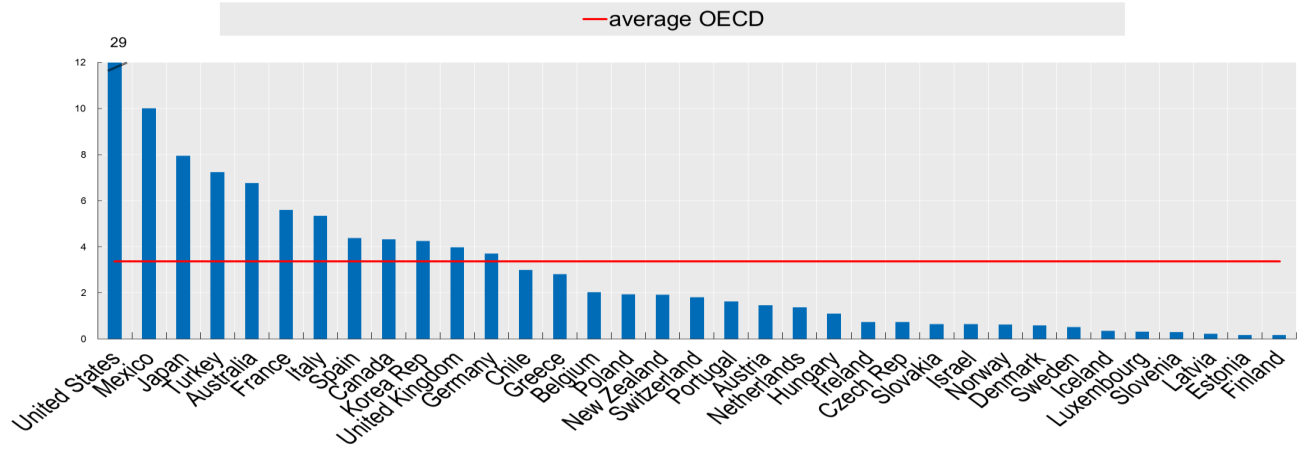 average OECD
29
12
10
8
6
4
2
0
United States
Mexico
Japan
Turkey
Australia
France
Italy
Spain
Canada
Korea Rep
United Kingdom
Germany
Chile
Greece
Belgium
Poland
New Zealand
Switzerland
Portugal
Austria
Netherlands
Hungary
Ireland
Czech Rep
Slovakia
Israel
Norway
Denmark
Sweden
Iceland
Luxembourg
Slovenia
Latvia
Estonia
Finland